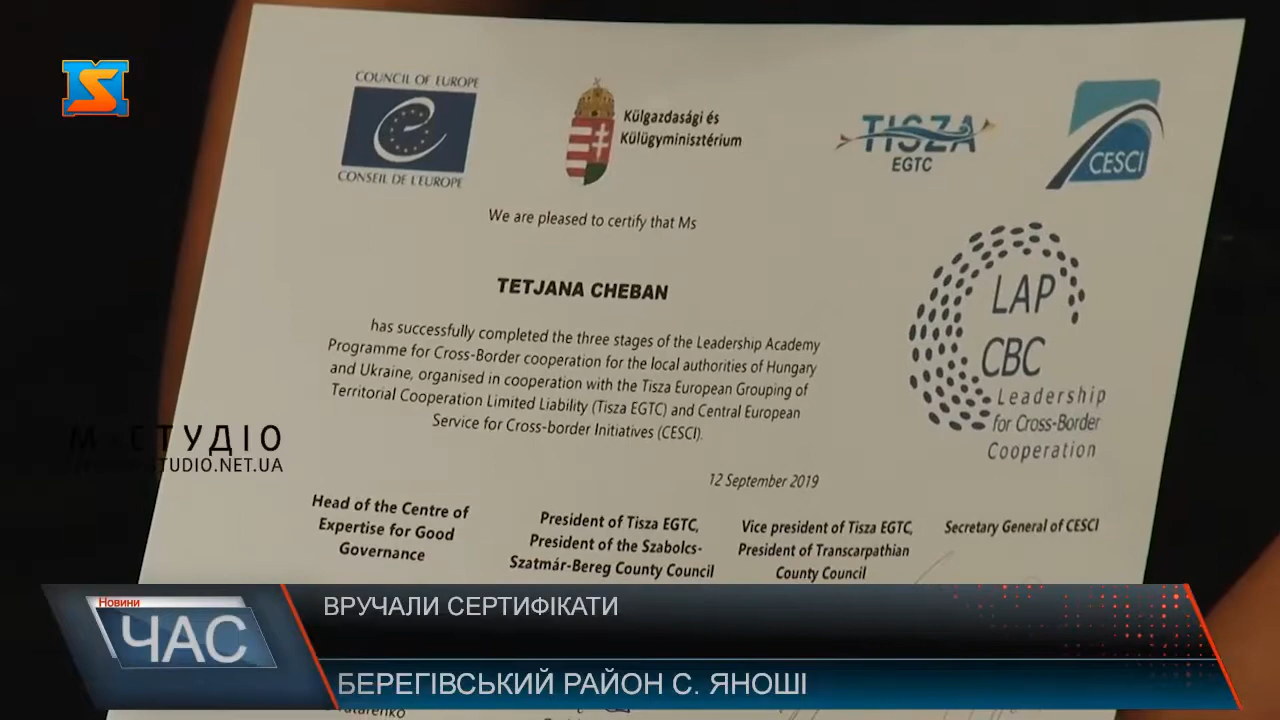 COUNCIL OF EUROPE
CONSEIL DE L'EUROPE
Külgazdasági és
Külügyminisztérium
TISZA
EGTC
CESCI
We are pleased to certify that Ms
TETJANA CHEBAN
has successfully completed the three stages of the Leadership Academy
Programme for Cross-Border cooperation for the local authorities of Hungary
and Ukraine, organised in cooperation with the Tisza European Grouping of
Territorial Cooperation Limited Liability (Tisza EGTC) and Central European
Service for Cross-border Initiatives (CESCI).
LAP
CBC
Leadership
for Cross-Border
Cooperation
12 September 2019
Head of the Centre of
Expertise for Good
Governance
President of Tisza EGTC,
President of the Szabolcs-
Szatmár-Bereg County Council
Vice president of Tisza EGTC,
President of Transcarpathian
County Council
Secretary General of CESCI
СТУДІО
STUDIO.NET.UA
Новини
ЧАС
ВРУЧАЛИ СЕРТИФІКАТИ
БЕРЕГІВСЬКИЙ РАЙОН С. ЯНОШІ